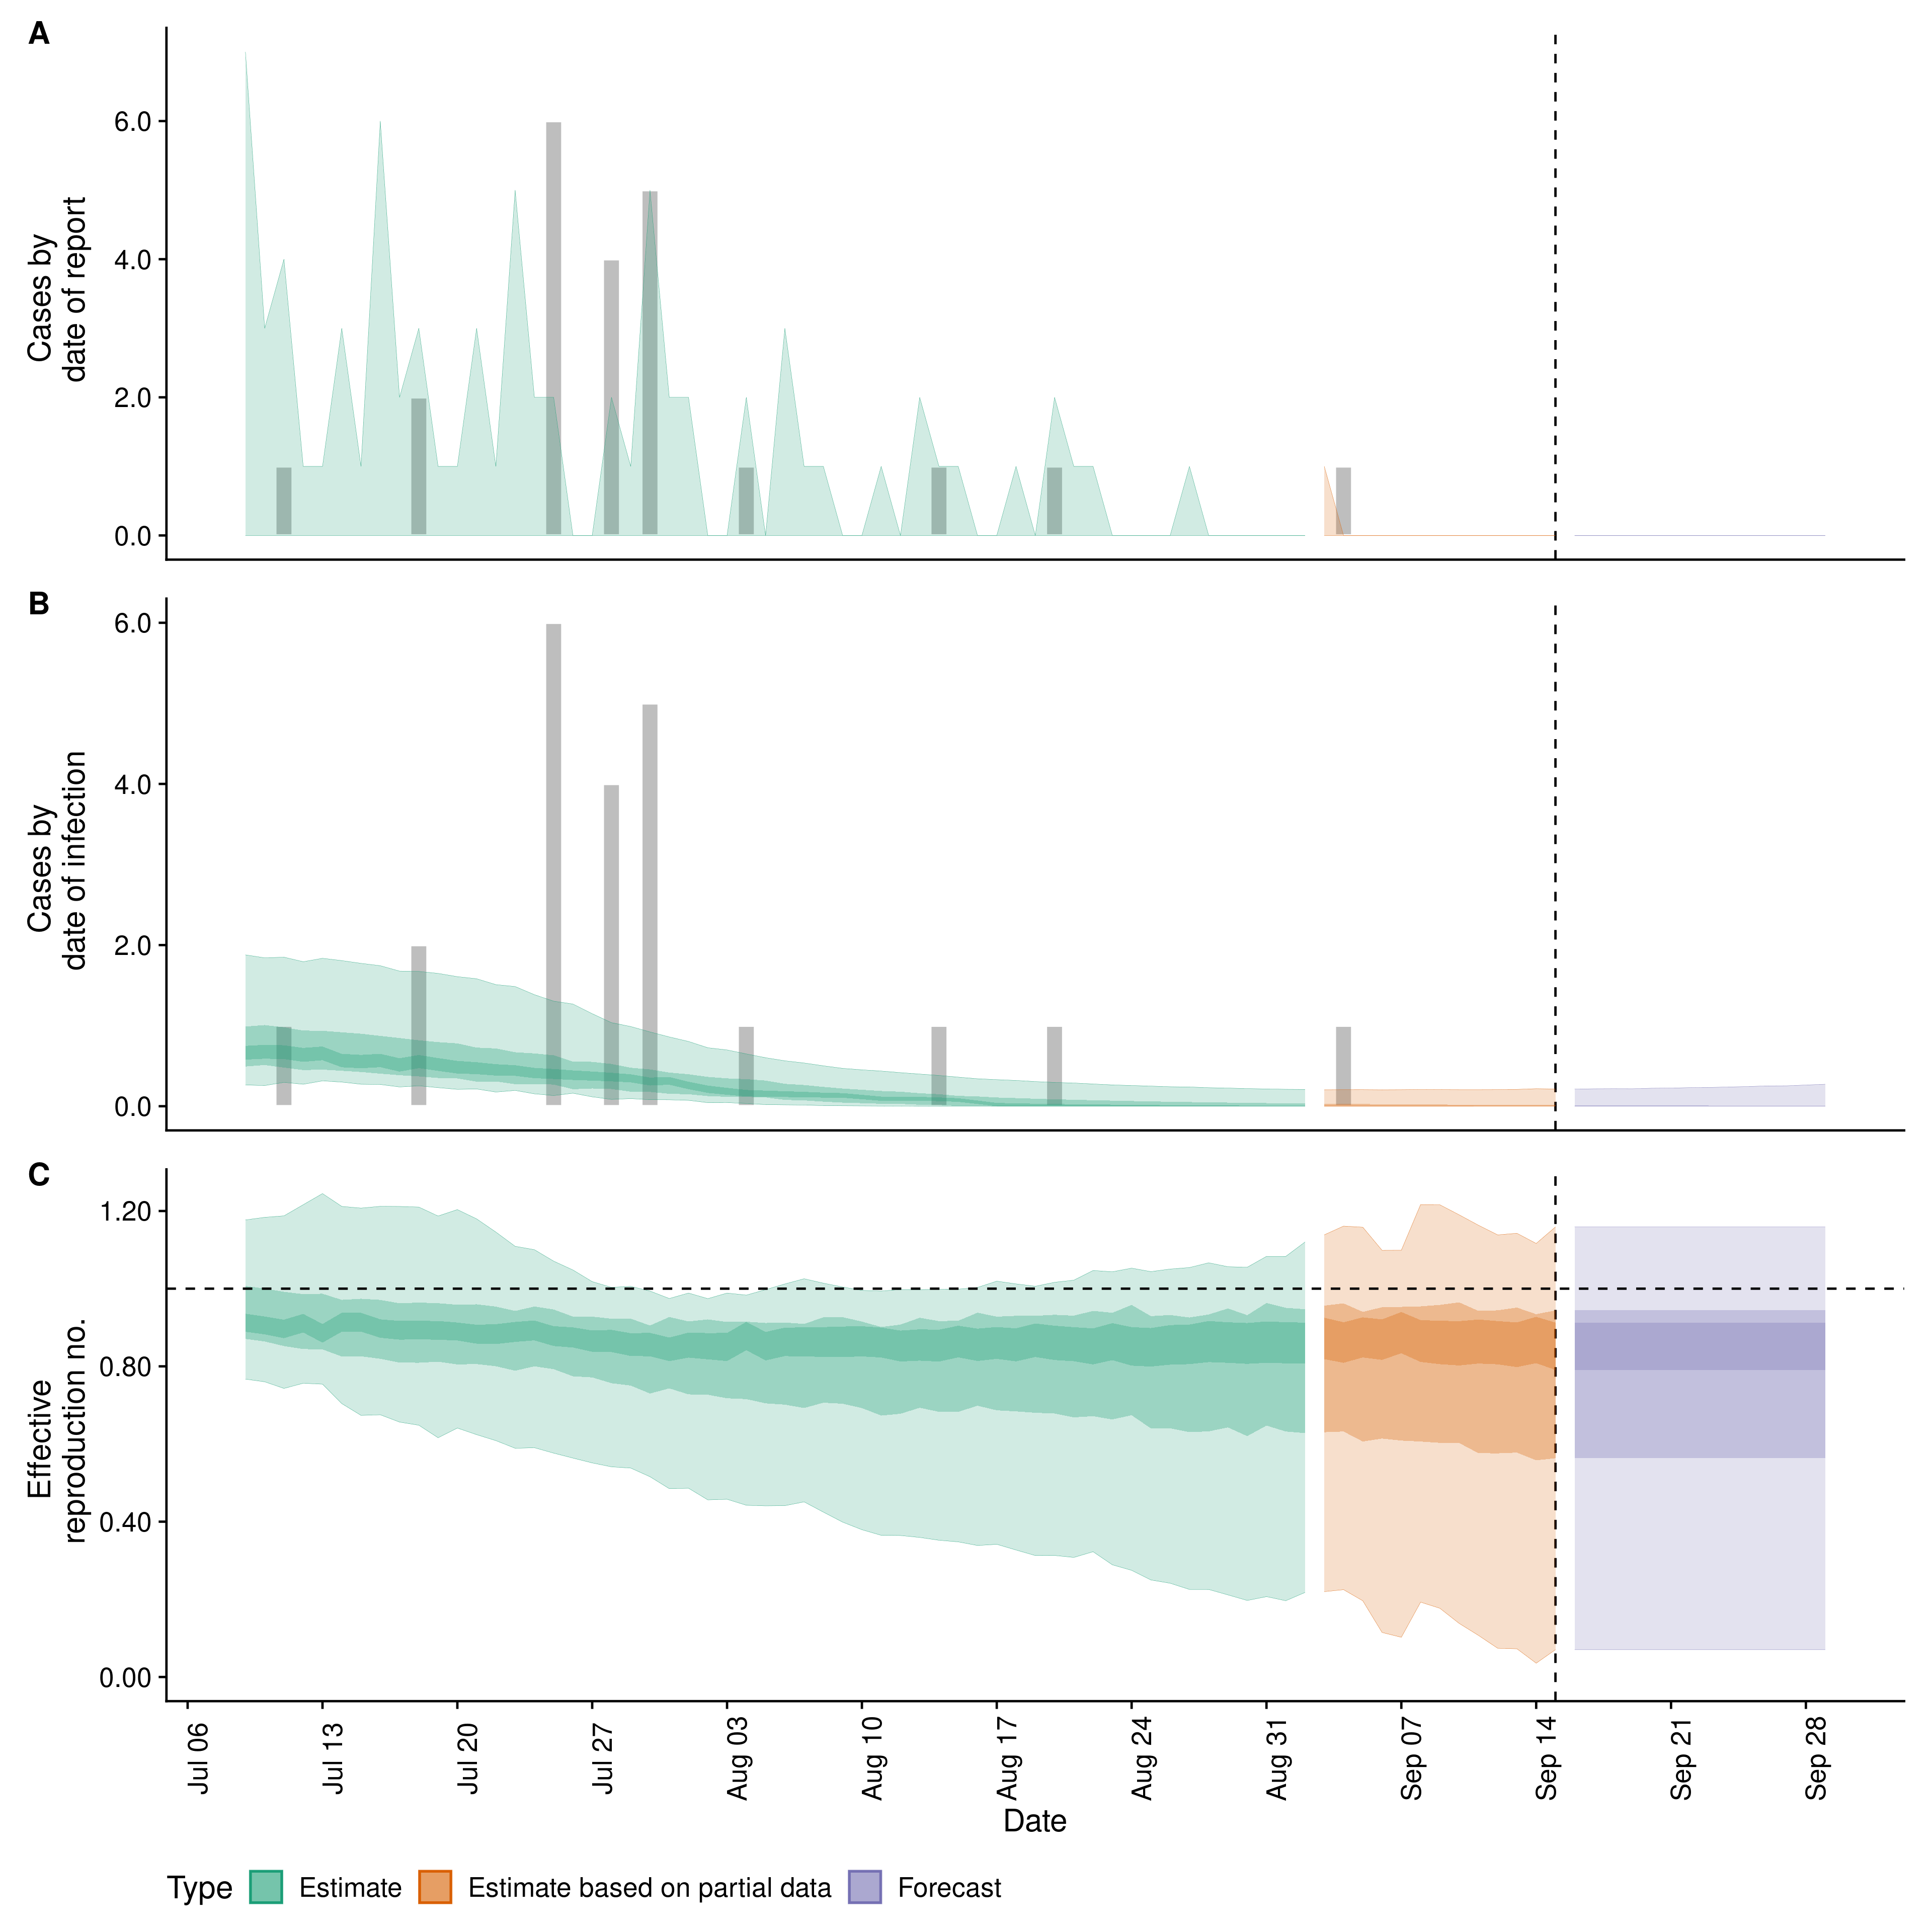 A
Cases by
date of report
6.0
4.0
2.0
0.0
B
Cases by
date of infection
6.0
4.0
2.0
0.0
C
Effective
reproduction no.
1.20
0.80
0.40
0.00
Jul 06
Jul 13
Jul 20
Jul 27
Aug 03
Aug 10
Aug 17
Aug 24
Aug 31
Sep 07
Sep 14
Sep 21
Sep 28
Date
Type Estimate Estimate based on partial data Forecast